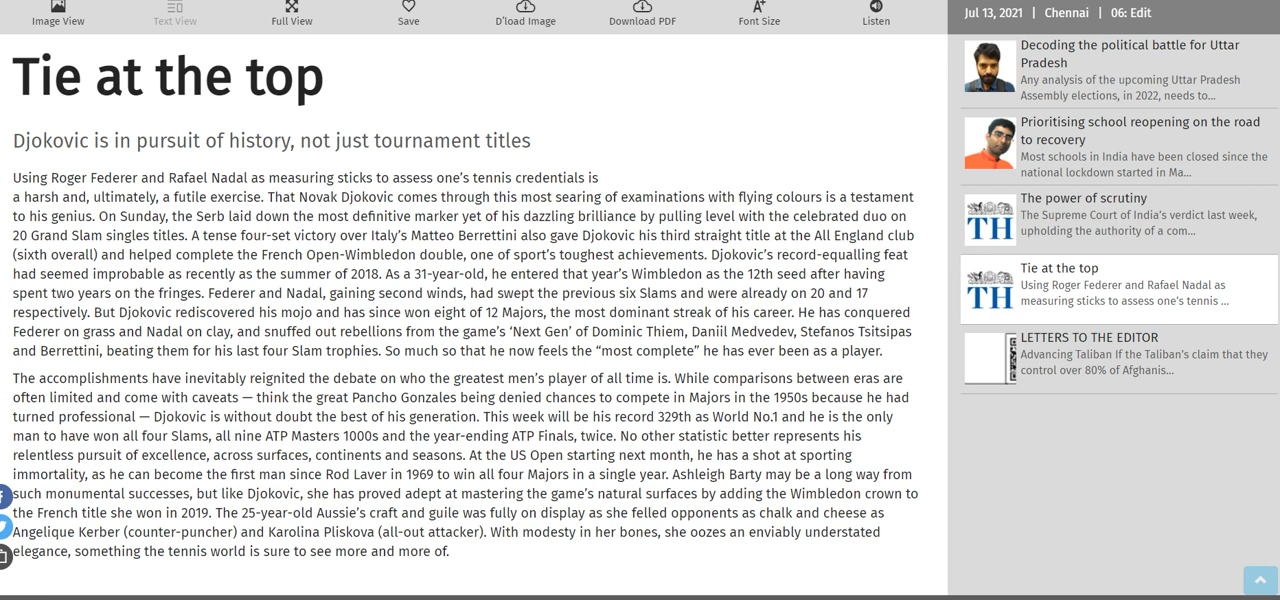 Image View
Text View
Full View
Save
D'load Image
Download PDF
Font Size
Listen
Tie at the top
Djokovic is in pursuit of history, not just tournament titles
Using Roger Federer and Rafael Nadal as measuring sticks to assess one's tennis credentials is
a harsh and, ultimately, a futile exercise. That Novak Djokovic comes through this most searing of examinations with flying colours is a testament
to his genius. On Sunday, the Serb laid down the most definitive marker yet of his dazzling brilliance by pulling level with the celebrated duo on
20 Grand Slam singles titles. A tense four-set victory over Italy's Matteo Berrettini also gave Djokovic his third straight title at the All England club
(sixth overall) and helped complete the French Open-Wimbledon double, one of sport's toughest achievements. Djokovic's record-equalling feat
had seemed improbable as recently as the summer of 2018. As a 31-year-old, he entered that year's Wimbledon as the 12th seed after having
spent two years on the fringes. Federer and Nadal, gaining second winds, had swept the previous six Slams and were already on 20 and 17
respectively. But Djokovic rediscovered his mojo and has since won eight of 12 Majors, the most dominant streak of his career. He has conquered
Federer on grass and Nadal on clay, and snuffed out rebellions from the game's 'Next Gen' of Dominic Thiem, Daniil Medvedev, Stefanos Tsitsipas
and Berrettini, beating them for his last four Slam trophies. So much so that he now feels the "most complete" he has ever been as a player.
The accomplishments have inevitably reignited the debate on who the greatest men's player of all time is. While comparisons between eras are
often limited and come with caveats — think the great Pancho Gonzales being denied chances to compete in Majors in the 1950s because he had
turned professional — Djokovic is without doubt the best of his generation. This week will be his record 329th as World No.1 and he is the only
man to have won all four Slams, all nine ATP Masters 1000s and the year-ending ATP Finals, twice. No other statistic better represents his
relentless pursuit of excellence, across surfaces, continents and seasons. At the US Open starting next month, he has a shot at sporting
immortality, as he can become the first man since Rod Laver in 1969 to win all four Majors in a single year. Ashleigh Barty may be a long way from
such monumental successes, but like Djokovic, she has proved adept at mastering the game's natural surfaces by adding the Wimbledon crown to
the French title she won in 2019. The 25-year-old Aussie's craft and guile was fully on display as she felled opponents as chalk and cheese as
Angelique Kerber (counter-puncher) and Karolina Pliskova (all-out attacker). With modesty in her bones, she oozes an enviably understated
elegance, something the tennis world is sure to see more and more of.
Jul 13, 2021 | Chennai | 06: Edit
Decoding the political battle for Uttar
Pradesh
Any analysis of the upcoming Uttar Pradesh
Assembly elections, in 2022, needs to...
Prioritising school reopening on the road
to recovery
Most schools in India have been closed since the
national lockdown started in Ma...
The power of scrutiny
The Supreme Court of India's verdict last week,
upholding the authority of a com...
TH
Tie at the top
Using Roger Federer and Rafael Nadal as
measuring sticks to assess one's tennis ...
TH
LETTERS TO THE EDITOR
Advancing Taliban If the Taliban's claim that they
control over 80% of Afghanis...